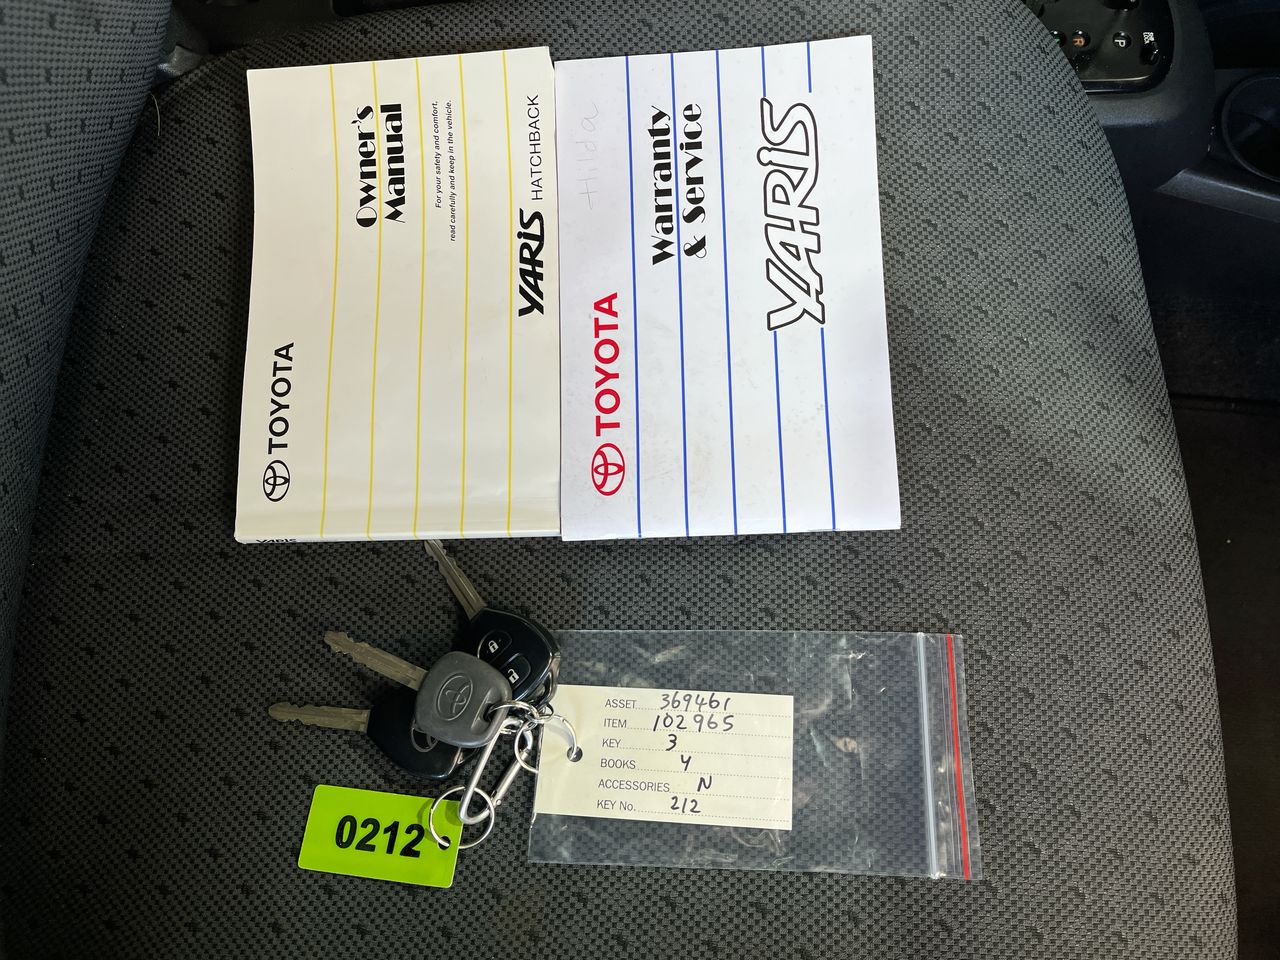 TOYOTA
Owner's
Manual
For your safety and comfort,
read carefully and keep in the vehicle.
YARIS HATCHBACK
YARIS
Hilda
TOYOTA
Warranty
& Service
YARIS
ASSET 369461
ITEM 102965
KEY 3
BOOKS Y
ACCESSORIES N
KEY No. 212
0212
R
P